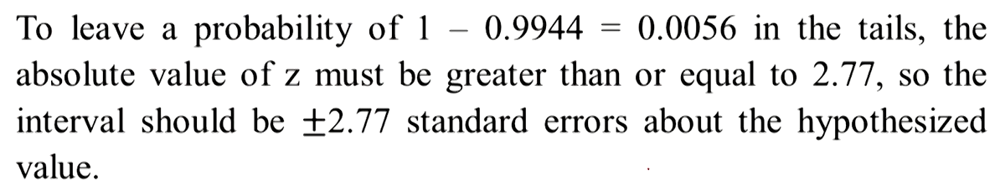 To leave a probability of 1 – 0.9944 = 0.0056 in the tails, the
absolute value of z must be greater than or equal to 2.77, so the
interval should be ±2.77 standard errors about the hypothesized
value.